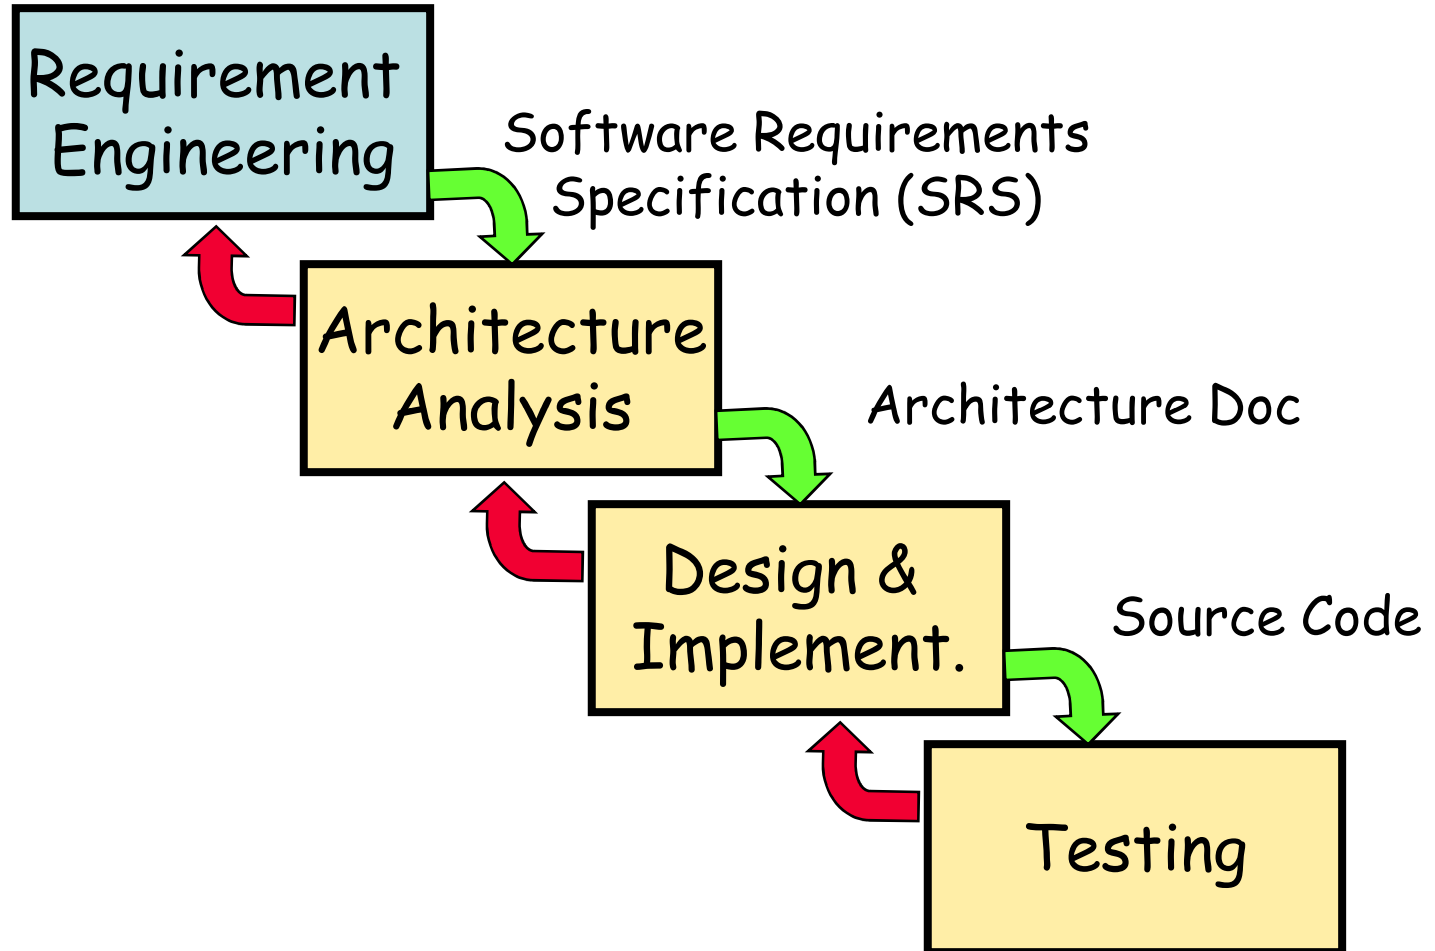 Requirement
Engineering
Software Requirements
Specification (SRS)
Architecture
Analysis
Architecture Doc
Design &
Implement.
Source Code
Testing